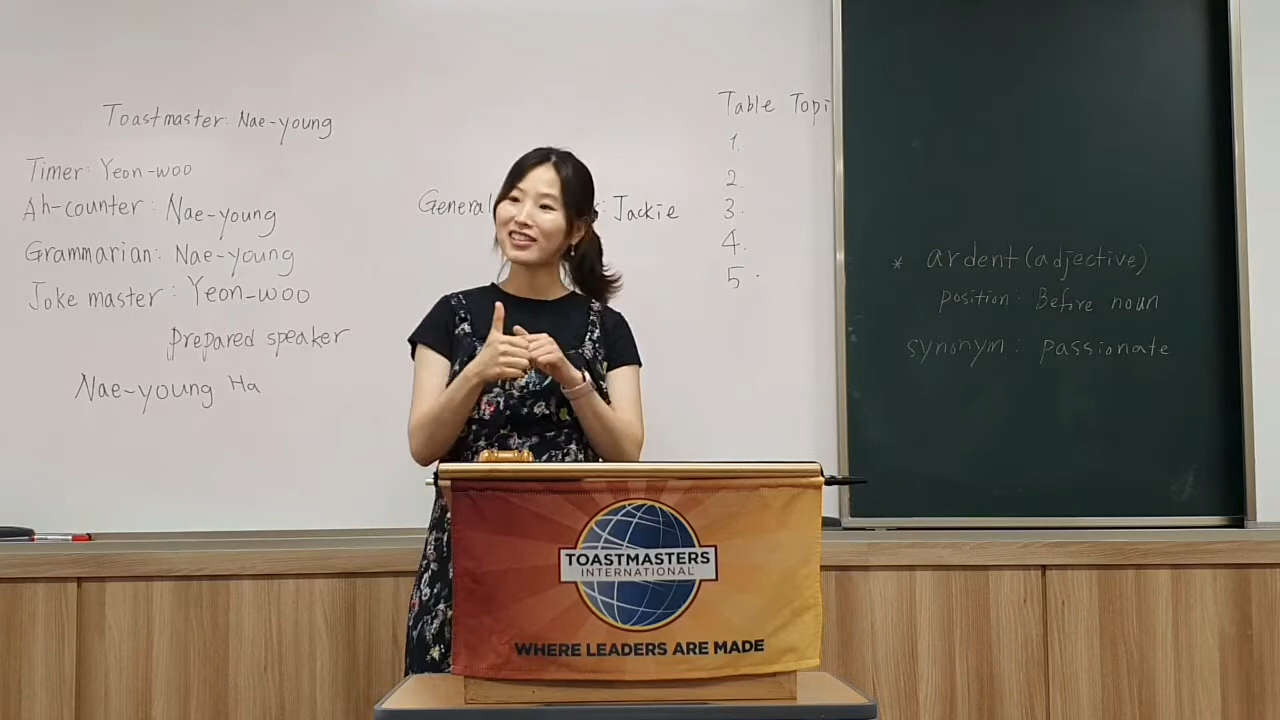 Toastmaster: Nae-young
Timer: Yeon-woo
Ah-counter: Nae-young
Grammarian: Nae-young
Joke master: Yeon-woo
Prepared speaker
Nae-young Ha
General : Jackie
Table Topi
1.
2.
3.
4.
5.
* ardent (adjective)
position: Before noun
synonym: passionate
TOASTMASTERS
INTERNATIONAL
WHERE LEADERS ARE MADE